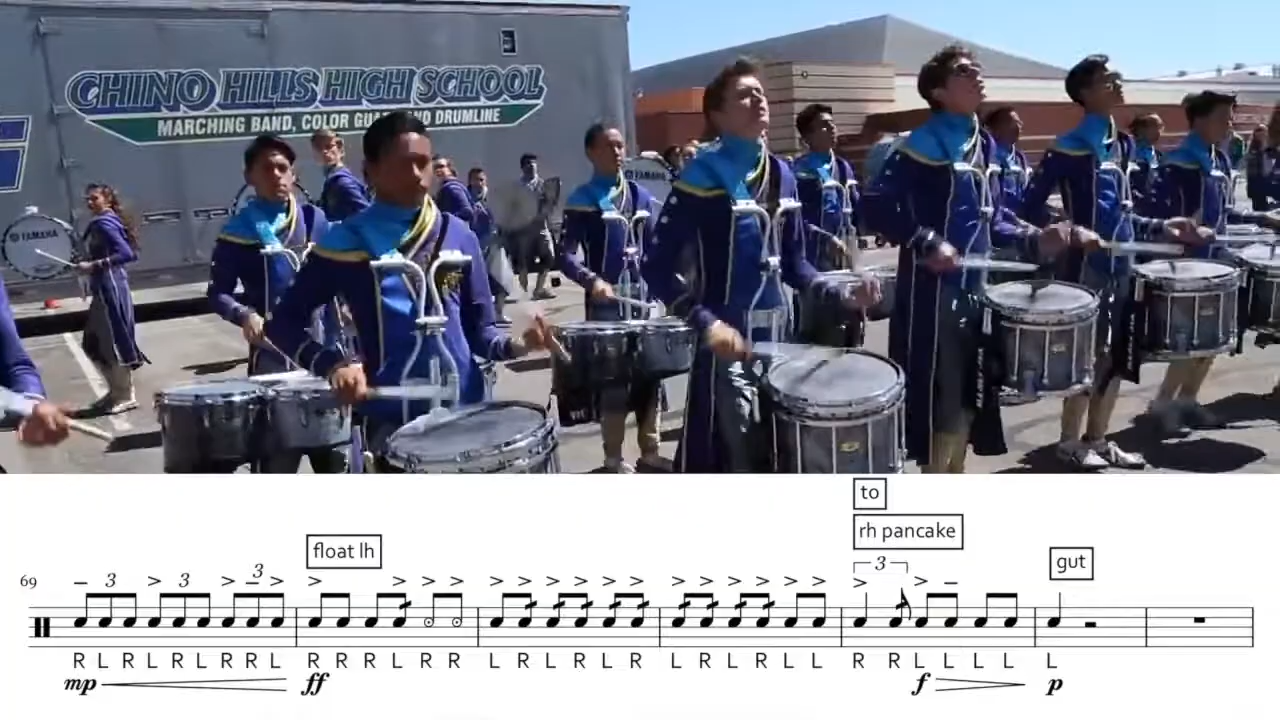 CHINO HILLS HIGH SCHOOL
MARCHING BAND, COLOR GUARD AND DRUMLINE
YAMAHA
YAMAHA
to
rh pancake
float lh
gut
3
69
3 3 3
R L R L R L R R L R R R L R R L R L R L R L R L R L L R R L L L L L
mp ff f p